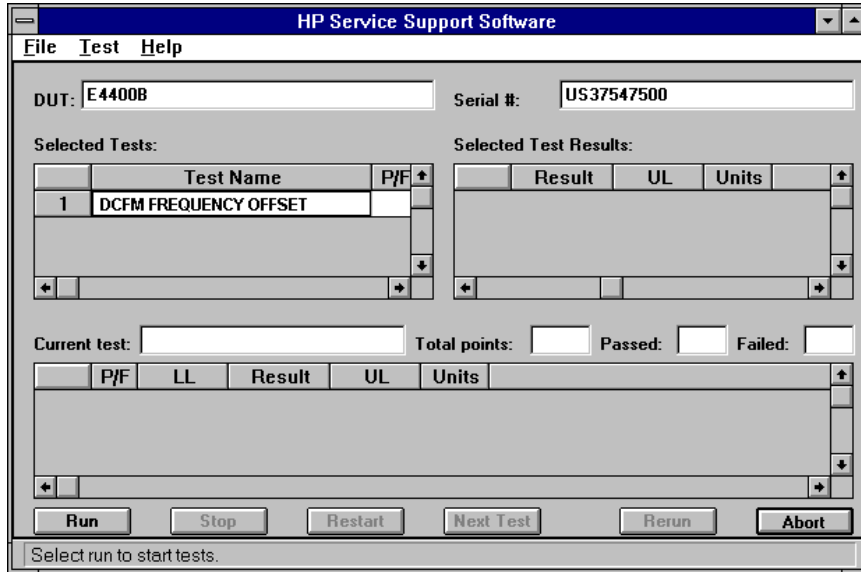 HP Service Support Software
File Test Help
DUT: E4400B Serial #: US37547500
Selected Tests: Selected Test Results:
Test Name P/F Result UL Units
1 DCFM FREQUENCY OFFSET
Current test: Total points: Passed: Failed:
P/F LL Result UL Units
Run Stop Restart Next Test Rerun Abort
Select run to start tests.